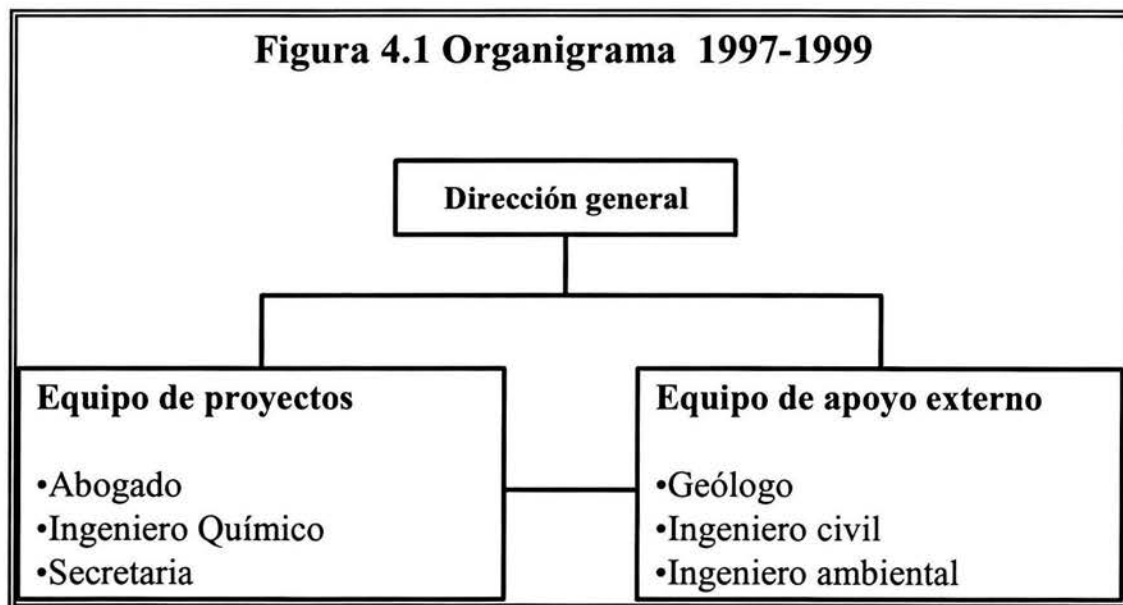 Figura 4.1 Organigrama 1997-1999
Dirección general
Equipo de proyectos
•Abogado
•Ingeniero Químico
•Secretaria
Equipo de apoyo externo
•Geólogo
•Ingeniero civil
•Ingeniero ambiental